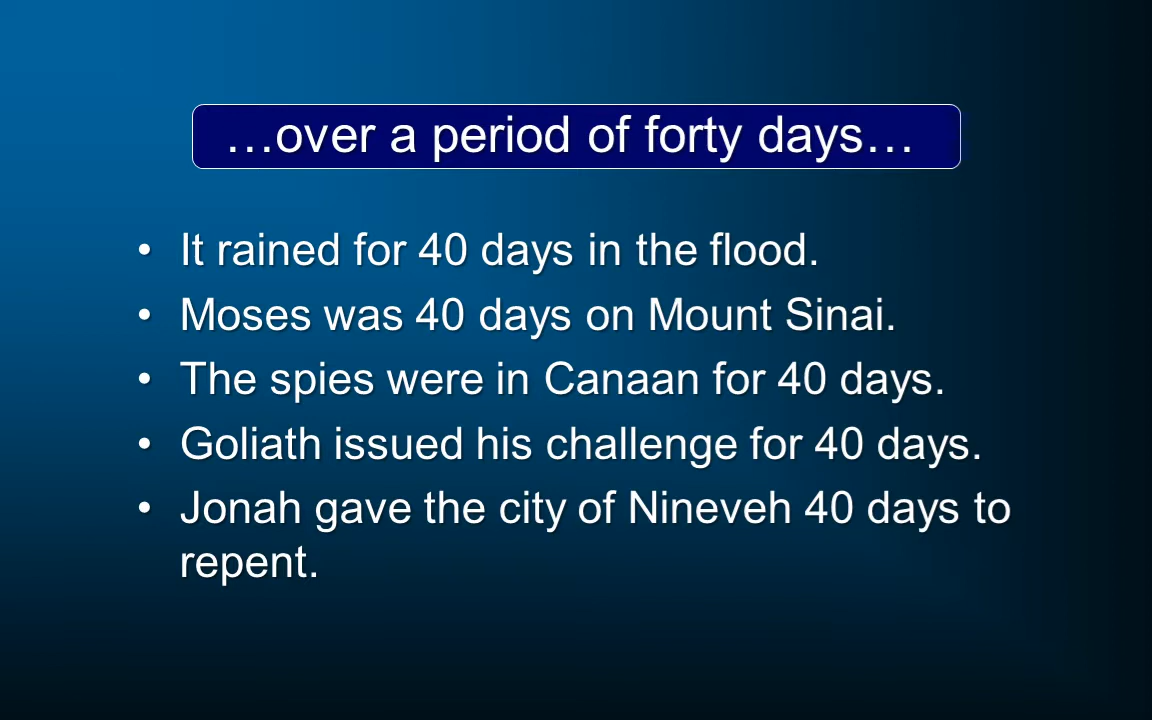 …over a period of forty days…
• It rained for 40 days in the flood.
• Moses was 40 days on Mount Sinai.
• The spies were in Canaan for 40 days.
• Goliath issued his challenge for 40 days.
• Jonah gave the city of Nineveh 40 days to
repent.